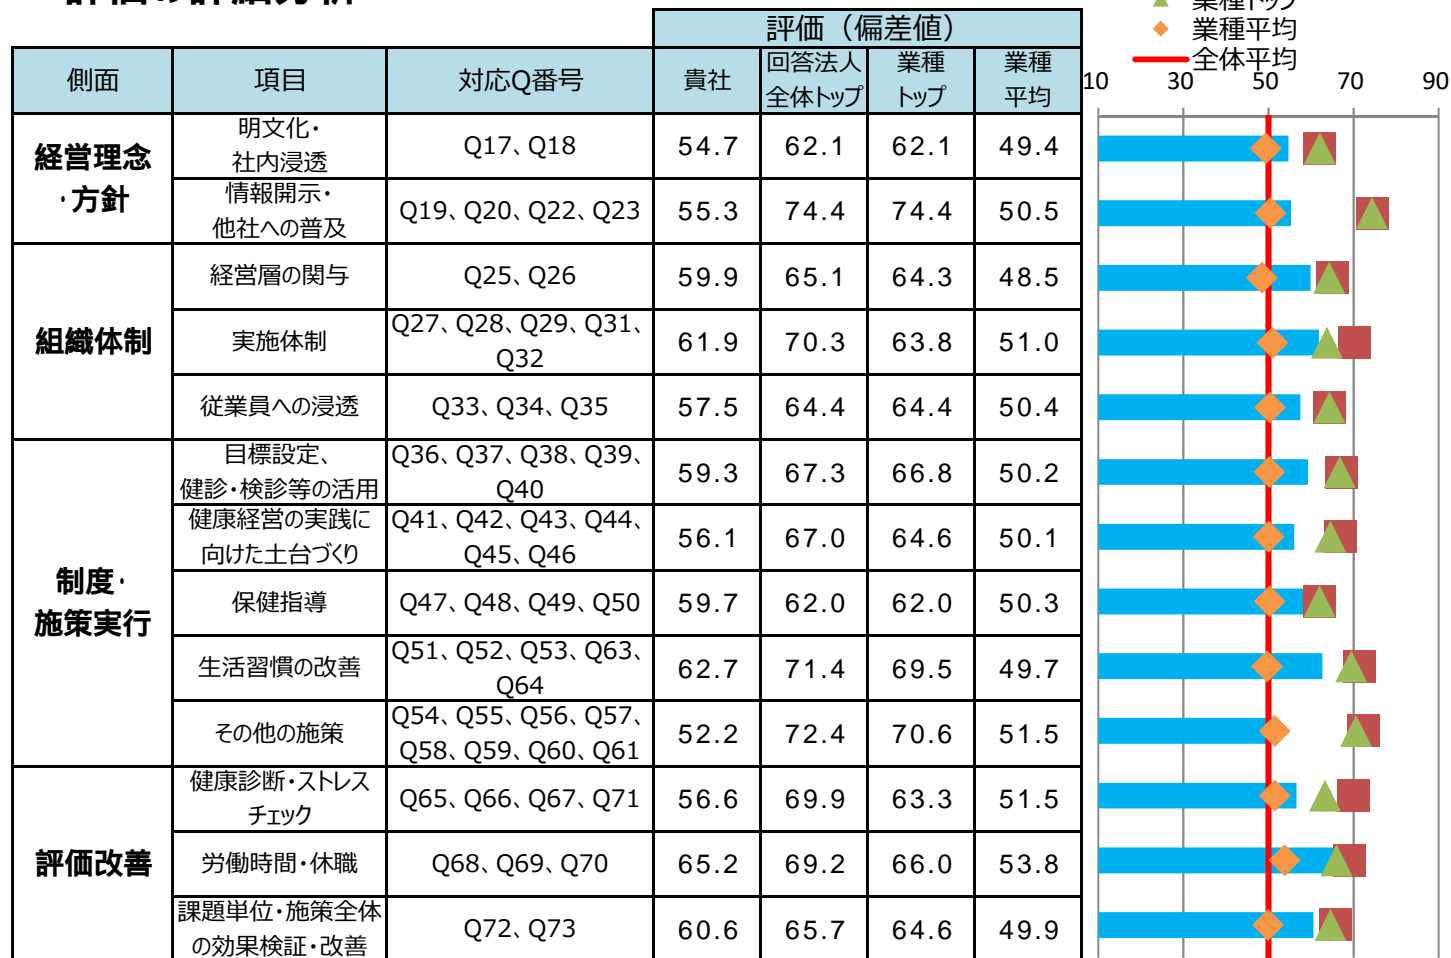 評価の詳細分析
業種トップ
業種平均
全体平均
評価（偏差値）
側面 項目 対応Q番号 貴社 回答法人 全体トップ 業種 トップ 業種 平均
10 30 50 70 90
経営理念
・方針
明文化・
社内浸透
Q17、Q18 54.7 62.1 62.1 49.4
情報開示・
他社への普及
Q19、Q20、Q22、Q23 55.3 74.4 74.4 50.5
組織体制
経営層の関与 Q25、Q26 59.9 65.1 64.3 48.5
実施体制
Q27、Q28、Q29、Q31、
Q32
61.9 70.3 63.8 51.0
従業員への浸透 Q33、Q34、Q35 57.5 64.4 64.4 50.4
制度・
施策実行
目標設定、
健診・検診等の活用
Q36、Q37、Q38、Q39、
Q40
59.3 67.3 66.8 50.2
健康経営の実践に
向けた土台づくり
Q41、Q42、Q43、Q44、
Q45、Q46
56.1 67.0 64.6 50.1
保健指導 Q47、Q48、Q49、Q50 59.7 62.0 62.0 50.3
生活習慣の改善
Q51、Q52、Q53、Q63、
Q64
62.7 71.4 69.5 49.7
その他の施策
Q54、Q55、Q56、Q57、
Q58、Q59、Q60、Q61
52.2 72.4 70.6 51.5
評価改善
健康診断・ストレス
チェック
Q65、Q66、Q67、Q71 56.6 69.9 63.3 51.5
労働時間・休職 Q68、Q69、Q70 65.2 69.2 66.0 53.8
課題単位・施策全体
の効果検証・改善
Q72、Q73 60.6 65.7 64.6 49.9